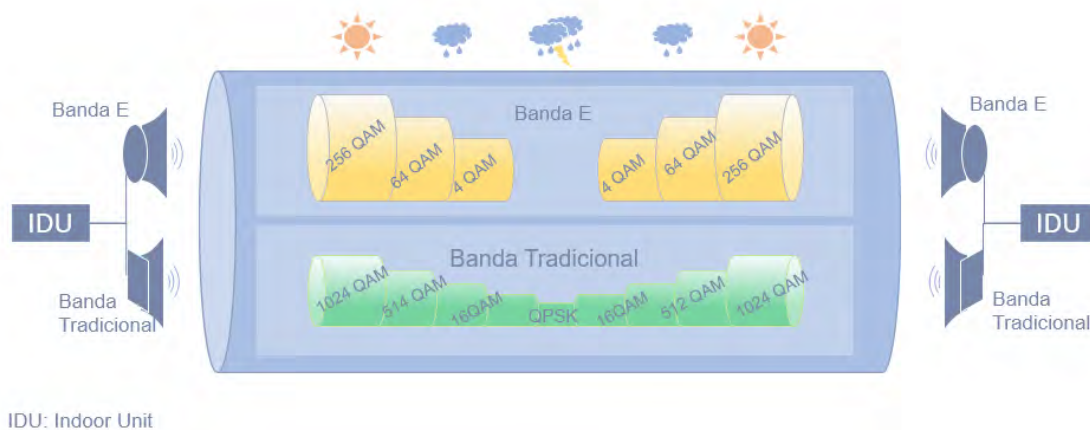 Banda E
Banda E
Banda E
256 QAM
64 QAM
4 QAM
4 QAM
64 QAM
256 QAM
IDU
IDU
Banda Tradicional
1024 QAM
514 QAM
16QAM
QPSK
16QAM
512 QAM
1024 QAM
Banda
Tradicional
Banda
Tradicional
IDU: Indoor Unit